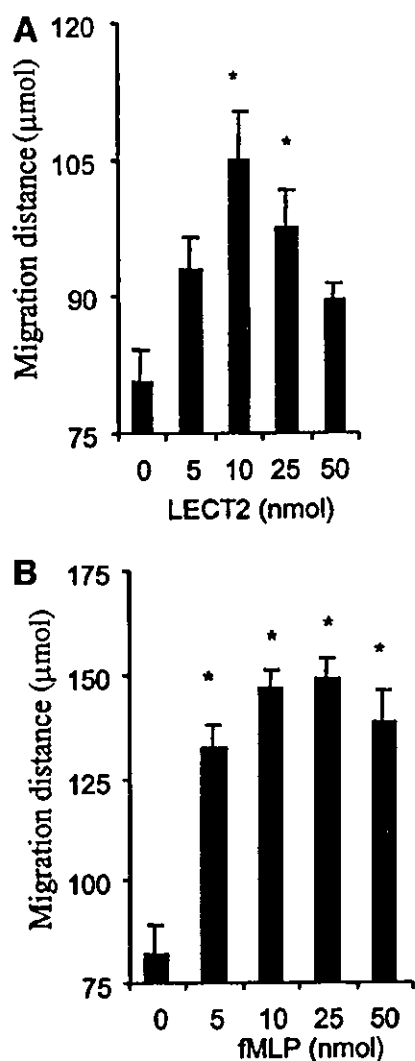 A
Migration distance (μmol)
120
105
90
75
*
*
0 5 10 25 50
LECT2 (nmol)
B
Migration distance (μmol)
175
150
125
100
75
*
*
*
*
0 5 10 25 50
fMLP (nmol)